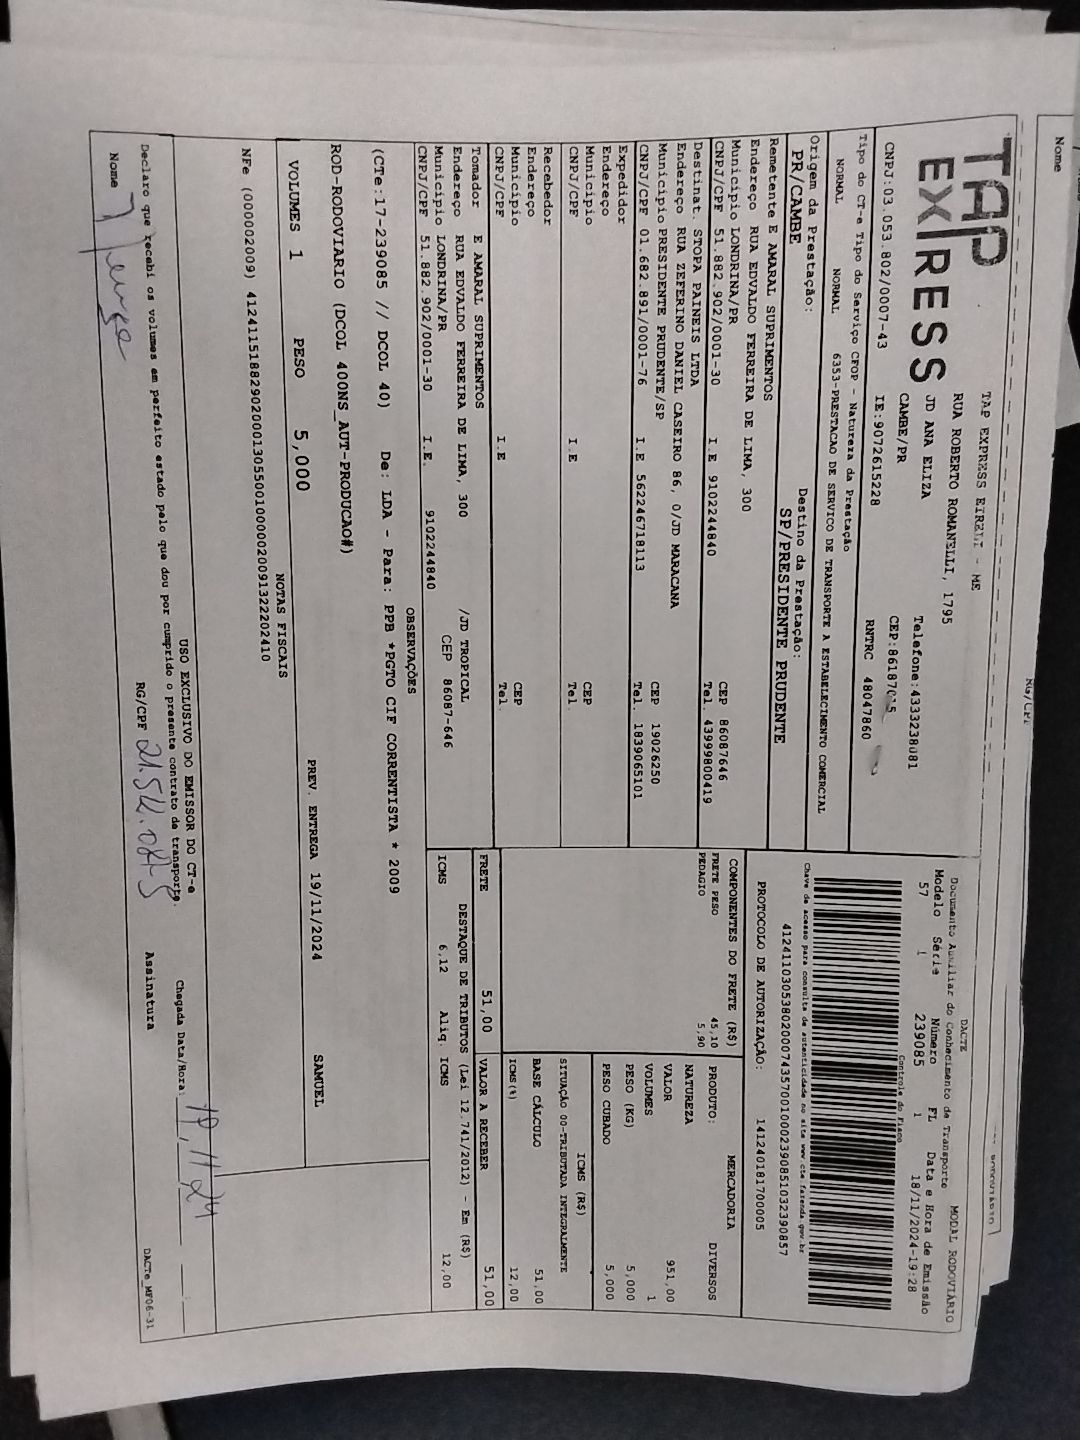 Nome
RG/CPF
TAP
EXPRESS
TAP EXPRESS EIRELI - ME
RUA ROBERTO ROMANELLI, 1795
JD ANA ELIZA
Telefone:4333238081
CAMBE/PR
CEP:86187
CNPJ:03.053.802/0007-43
IE:9072615228
RNTRC 48047860
DACTE
Documento Auxiliar do Conhecimento de Transporte
MODAL RODOVIÁRIO
Modelo Série Número FL Data e Hora de Emissão
57 1 239085 1 18/11/2024-19:28
Controle do Fisco
Chave de acesso para consulta de autenticidade no site www.cte.fazenda.gov.br
41241103053802000743570010002390851032390857
PROTOCOLO DE AUTORIZAÇÃO: 141240181700005
Tipo do CT-e Tipo do Serviço CFOP - Natureza da Prestação
NORMAL NORMAL 6353-PRESTACAO DE SERVICO DE TRANSPORTE A ESTABELECIMENTO COMERCIAL
Origem da Prestação: Destino da Prestação:
PR/CAMBE SP/PRESIDENTE PRUDENTE
Remetente E AMARAL SUPRIMENTOS
Endereço RUA EDVALDO FERREIRA DE LIMA, 300
Município LONDRINA/PR CEP 86087646
CNPJ/CPF 51.882.902/0001-30 I.E 9102244840 Tel. 43999800419
Destinat. STOPA PAINEIS LTDA
Endereço RUA ZEFERINO DANIEL CASEIRO 86, 0/JD MARACANA
Município PRESIDENTE PRUDENTE/SP CEP 19026250
CNPJ/CPF 01.682.891/0001-76 I.E 562246718113 Tel. 1839065101
Expedidor
Endereço
Município CEP
CNPJ/CPF I.E Tel.
Recebedor
Endereço
Município CEP
CNPJ/CPF I.E Tel.
Tomador E AMARAL SUPRIMENTOS
Endereço RUA EDVALDO FERREIRA DE LIMA, 300 /JD TROPICAL
Município LONDRINA/PR CEP 86087-646
CNPJ/CPF 51.882.902/0001-30 I.E. 9102244840
COMPONENTES DO FRETE (R$)
FRETE PESO 45,10
PEDAGIO 5,90
MERCADORIA
PRODUTO: DIVERSOS
NATUREZA
VALOR 951,00
VOLUMES 1
PESO (KG) 5,000
PESO CUBADO 5,000
ICMS (R$)
SITUAÇÃO 00-TRIBUTADA INTEGRALMENTE
BASE CÁLCULO 51,00
ICMS(%) 12,00
FRETE 51,00 VALOR A RECEBER 51,00
DESTAQUE DE TRIBUTOS (Lei 12.741/2012) - Em (R$)
ICMS 6,12 Aliq. ICMS 12,00
OBSERVAÇÕES
(CTe:17-239085 // DCOL 40) De: LDA - Para: PPB *PGTO CIF CORRENTISTA * 2009
ROD-RODOVIARIO (DCOL 400NS_AUT-PRODUCAO#)
VOLUMES 1 PESO 5,000 PREV. ENTREGA 19/11/2024 SAMUEL
NOTAS FISCAIS
NFe (000002009) 41241151882902000130550010000020091322202410
USO EXCLUSIVO DO EMISSOR DO CT-e
Declaro que recebi os volumes em perfeito estado pelo que dou por cumprido o presente contrato de transporte.
Chegada Data/Hora: 19.11.24
Nome RG/CPF Assinatura
DACTe_MF06-31